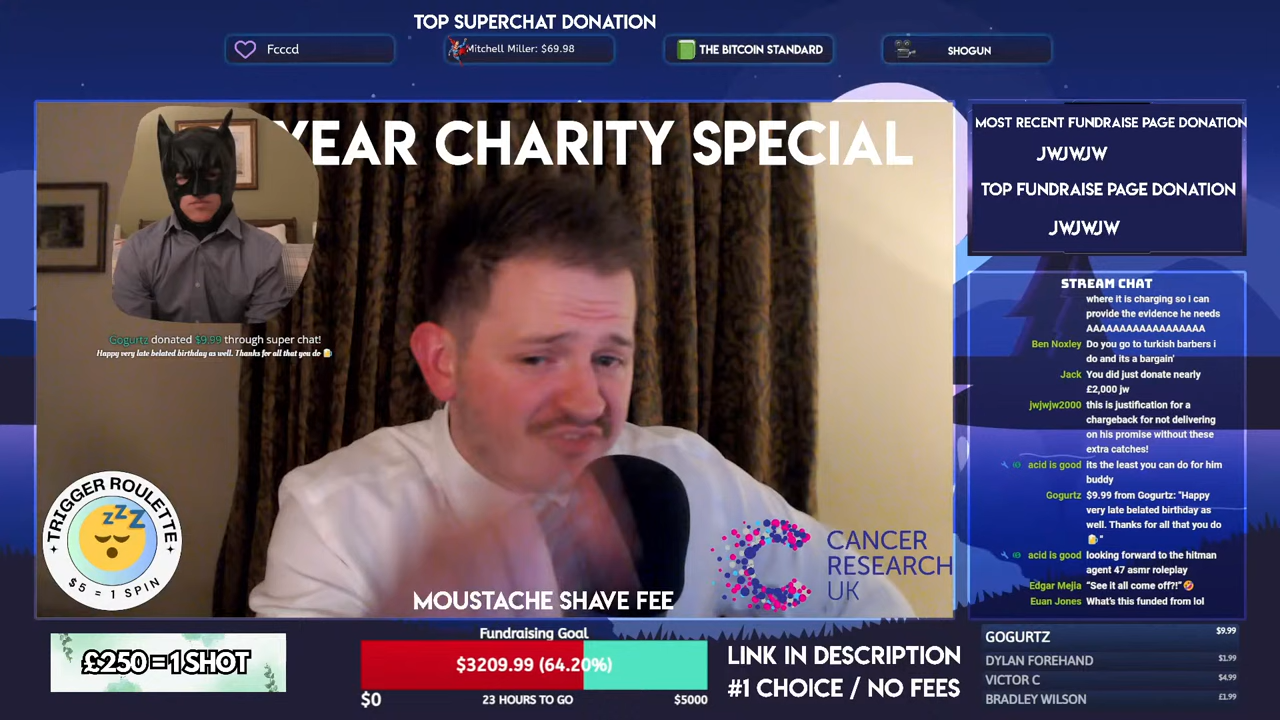 TOP SUPERCHAT DONATION
Fcccd
Mitchell Miller: $69.98
THE BITCOIN STANDARD
SHOGUN
YEAR CHARITY SPECIAL
MOST RECENT FUNDRAISE PAGE DONATION
JWJWJW
TOP FUNDRAISE PAGE DONATION
JWJWJW
Gogurtz donated $9.99 through super chat!
Happy very late belated birthday as well. Thanks for all that you do 🍺
STREAM CHAT
where it is charging so i can
provide the evidence he needs
AAAAAAAAAAAAAAAAAA
Ben Noxley Do you go to turkish barbers i
do and its a bargain'
Jack You did just donate nearly
£2,000 jw
jwjwjw2000 this is justification for a
chargeback for not delivering
on his promise without these
extra catches!
acid is good its the least you can do for him
buddy
Gogurtz $9.99 from Gogurtz: "Happy
very late belated birthday as
well. Thanks for all that you do
🍺"
acid is good looking forward to the hitman
agent 47 asmr roleplay
Edgar Mejia "See it all come off?!" 🤣
Euan Jones What's this funded from lol
TRIGGER ROULETTE
zzZ
$5 = 1 SPIN
CANCER
RESEARCH
UK
MOUSTACHE SHAVE FEE
£250 = 1 SHOT
Fundraising Goal
$3209.99 (64.20%)
$0
23 HOURS TO GO
$5000
LINK IN DESCRIPTION
#1 CHOICE / NO FEES
GOGURTZ $9.99
DYLAN FOREHAND $1.99
VICTOR C $4.99
BRADLEY WILSON £1.99